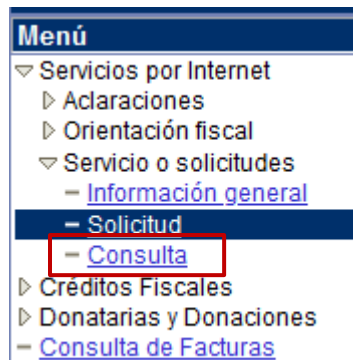 Menú
Servicios por Internet
Aclaraciones
Orientación fiscal
Servicio o solicitudes
Información general
Solicitud
Consulta
Créditos Fiscales
Donatarias y Donaciones
Consulta de Facturas